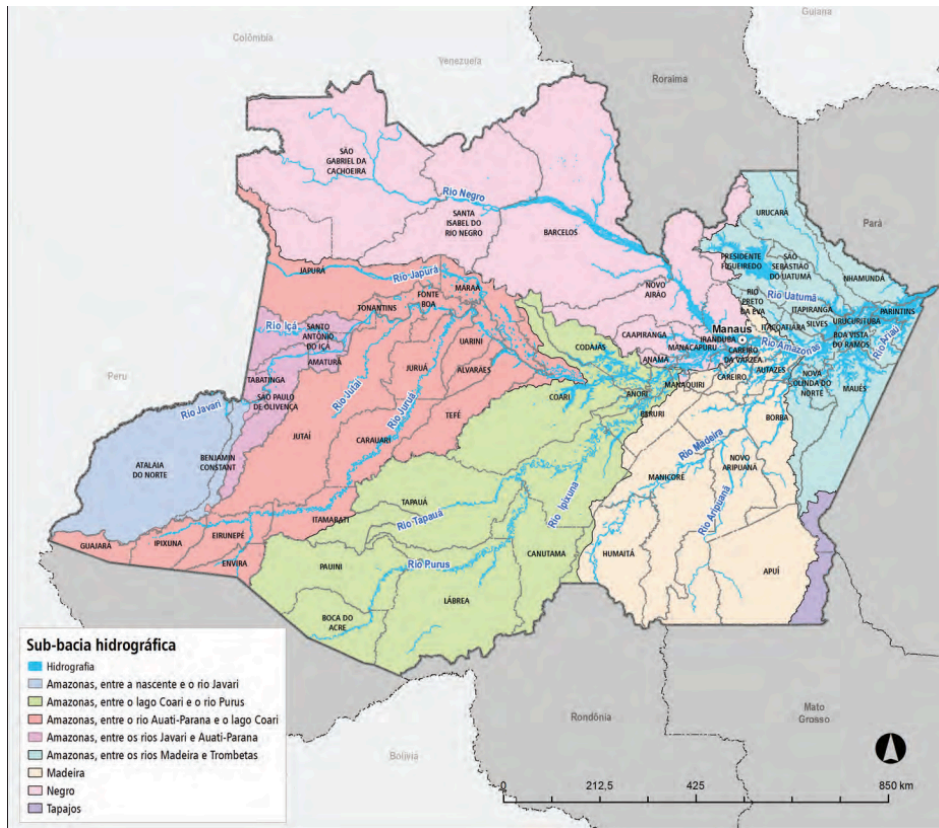 Guiana
Colômbia
Venezuela
Roraima
SÃO
GABRIEL DA
CACHOEIRA
Rio Negro
SANTA
ISABEL DO
RIO NEGRO
BARCELOS
URUCARÁ
Pará
PRESIDENTE
FIGUEIREDO
SÃO
SEBASTIÃO
DO UATUMÃ
NHAMUNDÁ
JAPURÁ
Rio Japurá
MARAÃ
NOVO
AIRÃO
RIO
PRETO
DA EVA
Rio Uatumã
FONTE
BOA
TONANTINS
ITAPIRANGA
PARINTINS
Rio Içá
SANTO
ANTÔNIO
DO IÇÁ
UARINI
CAAPIRANGA
Manaus
IRANDUBA
ITACOATIARA
SILVES
URUCURITUBA
BOA VISTA
DO RAMOS
Rio Ariaú
MANACAPURU
CODAJÁS
AMATURÁ
ANAMÃ
CAREIRO
DA VÁRZEA
Rio Amazonas
JURUÁ
ALVARÃES
Peru
TABATINGA
SÃO PAULO
DE OLIVENÇA
Rio Jutaí
Rio Juruá
MANAQUIRI
CAREIRO
AUTAZES
NOVA
OLINDA DO
NORTE
MAUÉS
COARI
ANORI
BERURI
Rio Javari
TEFÉ
BORBA
JUTAÍ
CARAUARI
Rio Madeira
BENJAMIN
CONSTANT
ATALAIA
DO NORTE
NOVO
ARIPUANÃ
MANICORÉ
TAPAUÁ
Rio Ipixuna
Rio Aripuanã
Rio Tapauá
ITAMARATI
EIRUNEPÉ
GUAJARÁ
IPIXUNA
ENVIRA
PAUINI
Rio Purus
CANUTAMA
HUMAITÁ
APUÍ
LÁBREA
BOCA DO
ACRE
Sub-bacia hidrográfica
Hidrografia
Amazonas, entre a nascente e o rio Javari
Amazonas, entre o lago Coari e o rio Purus
Amazonas, entre o rio Auati-Parana e o lago Coari
Amazonas, entre os rios Javari e Auati-Parana
Amazonas, entre os rios Madeira e Trombetas
Madeira
Negro
Tapajos
Rondônia
Mato
Grosso
Bolívia
0 212,5 425 850 km